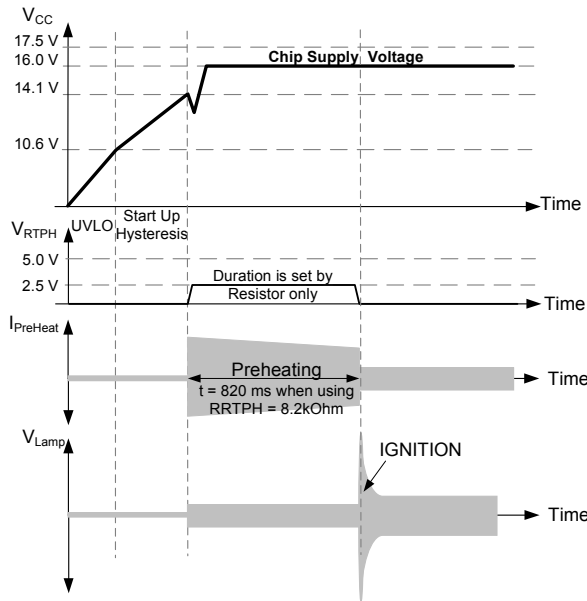 VCC
17.5 V
16.0 V
Chip Supply Voltage
14.1 V
10.6 V
Time
UVLO
Start Up
Hysteresis
VRTPH
5.0 V
2.5 V
Duration is set by
Resistor only
Time
IPreHeat
Preheating
t = 820 ms when using
RRTPH = 8.2kOhm
Time
VLamp
IGNITION
Time